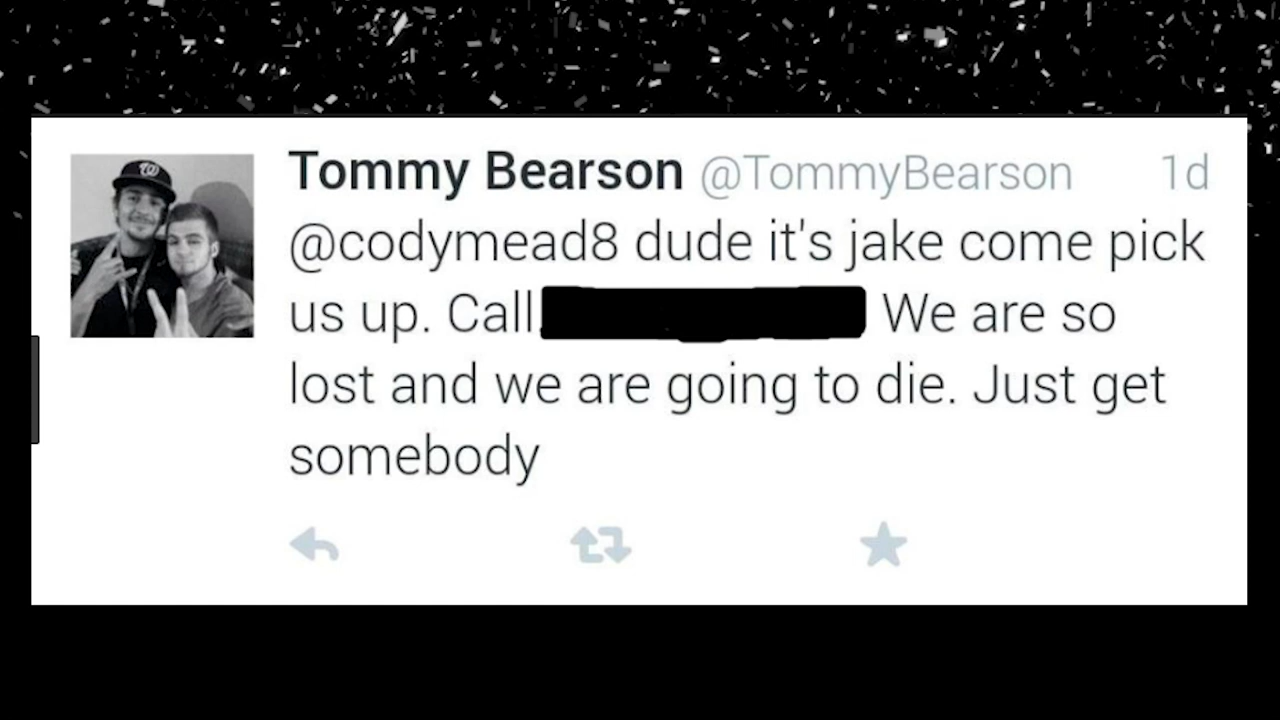 Tommy Bearson @TommyBearson 1d
@codymead8 dude it's jake come pick
us up. Call We are so
lost and we are going to die. Just get
somebody